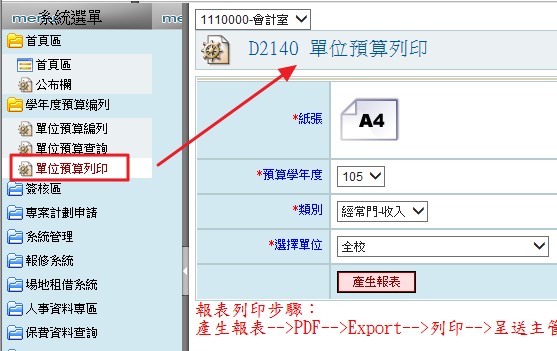 系統選單
首頁區
首頁區
公布欄
學年度預算編列
單位預算編列
單位預算查詢
單位預算列印
簽核區
專案計劃申請
系統管理
報修系統
場地租借系統
人事資料專區
保費資料查詢
1110000-會計室
D2140 單位預算列印
*紙張
A4
*預算學年度
105
*類別
經常門-收入
*選擇單位
全校
產生報表
報表列印步驟：
產生報表-->PDF-->Export-->列印-->呈送主管